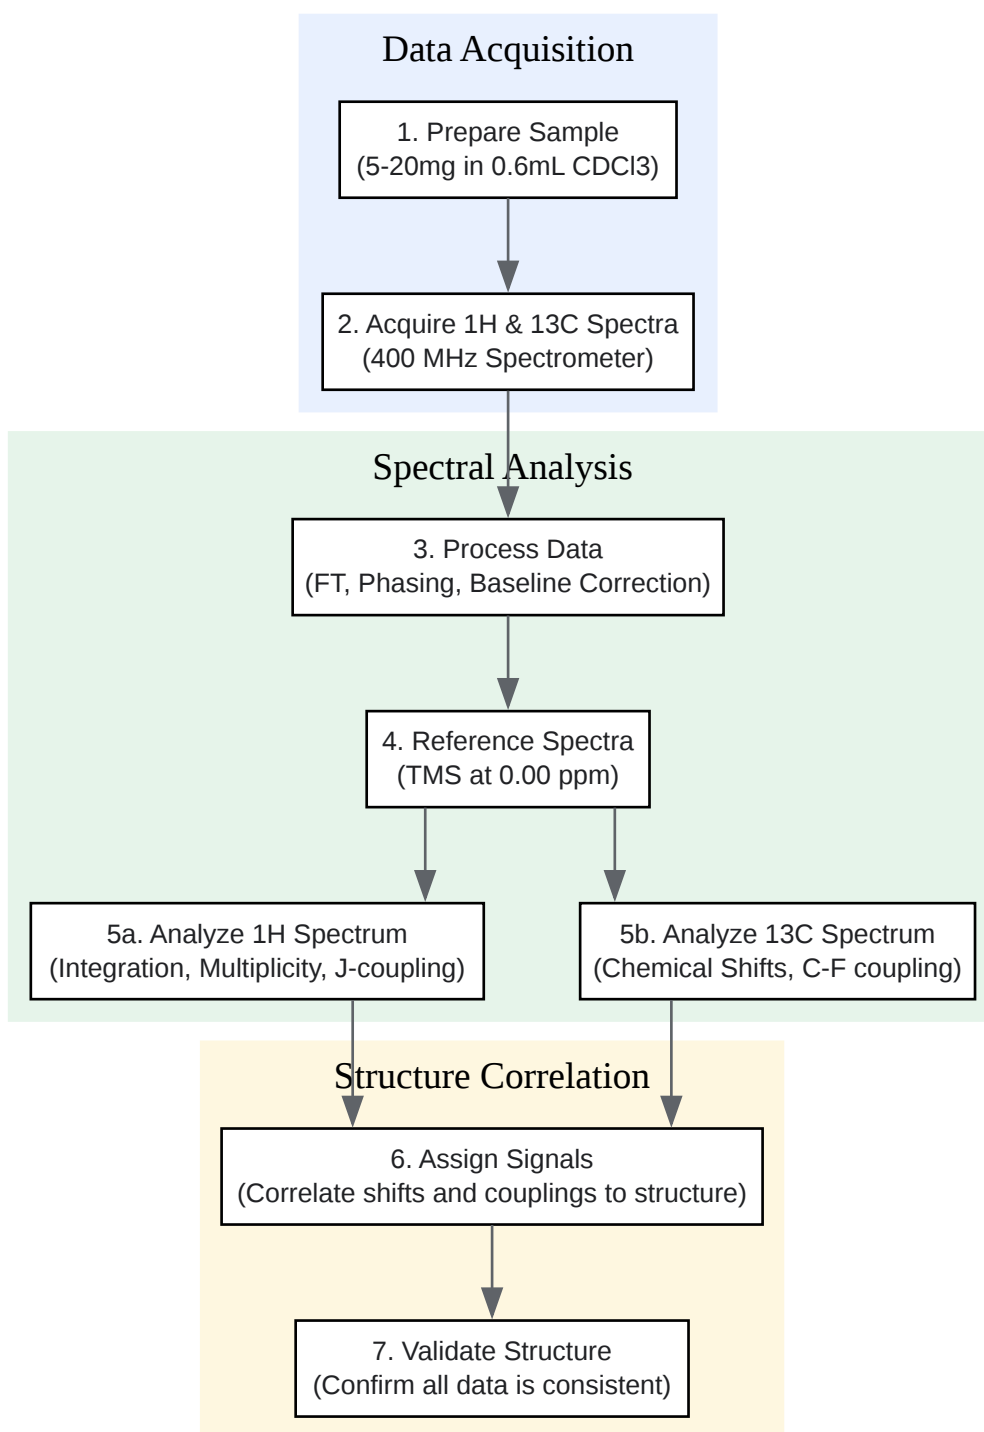 Data Acquisition
1. Prepare Sample
(5-20mg in 0.6mL CDCl3)
2. Acquire 1H & 13C Spectra
(400 MHz Spectrometer)
Spectral Analysis
3. Process Data
(FT, Phasing, Baseline Correction)
4. Reference Spectra
(TMS at 0.00 ppm)
5a. Analyze 1H Spectrum
(Integration, Multiplicity, J-coupling)
5b. Analyze 13C Spectrum
(Chemical Shifts, C-F coupling)
Structure Correlation
6. Assign Signals
(Correlate shifts and couplings to structure)
7. Validate Structure
(Confirm all data is consistent)